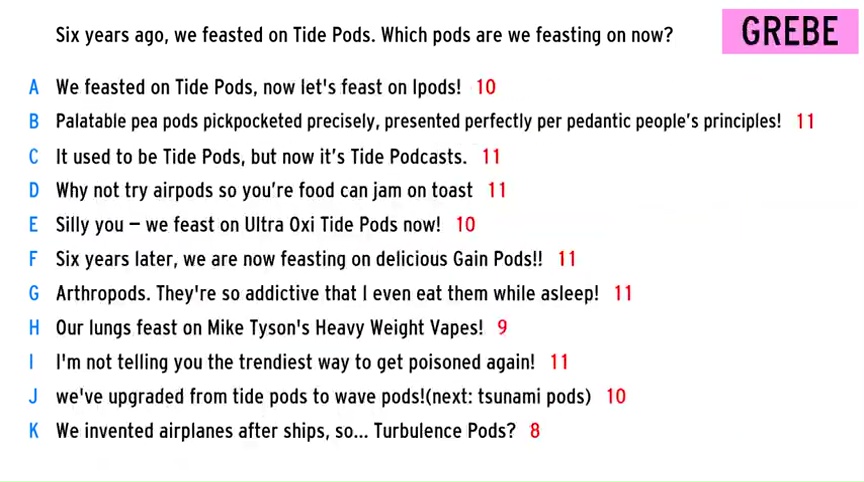 Six years ago, we feasted on Tide Pods. Which pods are we feasting on now?
GREBE
A We feasted on Tide Pods, now let's feast on Ipods! 10
B Palatable pea pods pickpocketed precisely, presented perfectly per pedantic people’s principles! 11
C It used to be Tide Pods, but now it’s Tide Podcasts. 11
D Why not try airpods so you’re food can jam on toast 11
E Silly you – we feast on Ultra Oxi Tide Pods now! 10
F Six years later, we are now feasting on delicious Gain Pods!! 11
G Arthropods. They're so addictive that I even eat them while asleep! 11
H Our lungs feast on Mike Tyson's Heavy Weight Vapes! 9
I I'm not telling you the trendiest way to get poisoned again! 11
J we've upgraded from tide pods to wave pods!(next: tsunami pods) 10
K We invented airplanes after ships, so... Turbulence Pods? 8